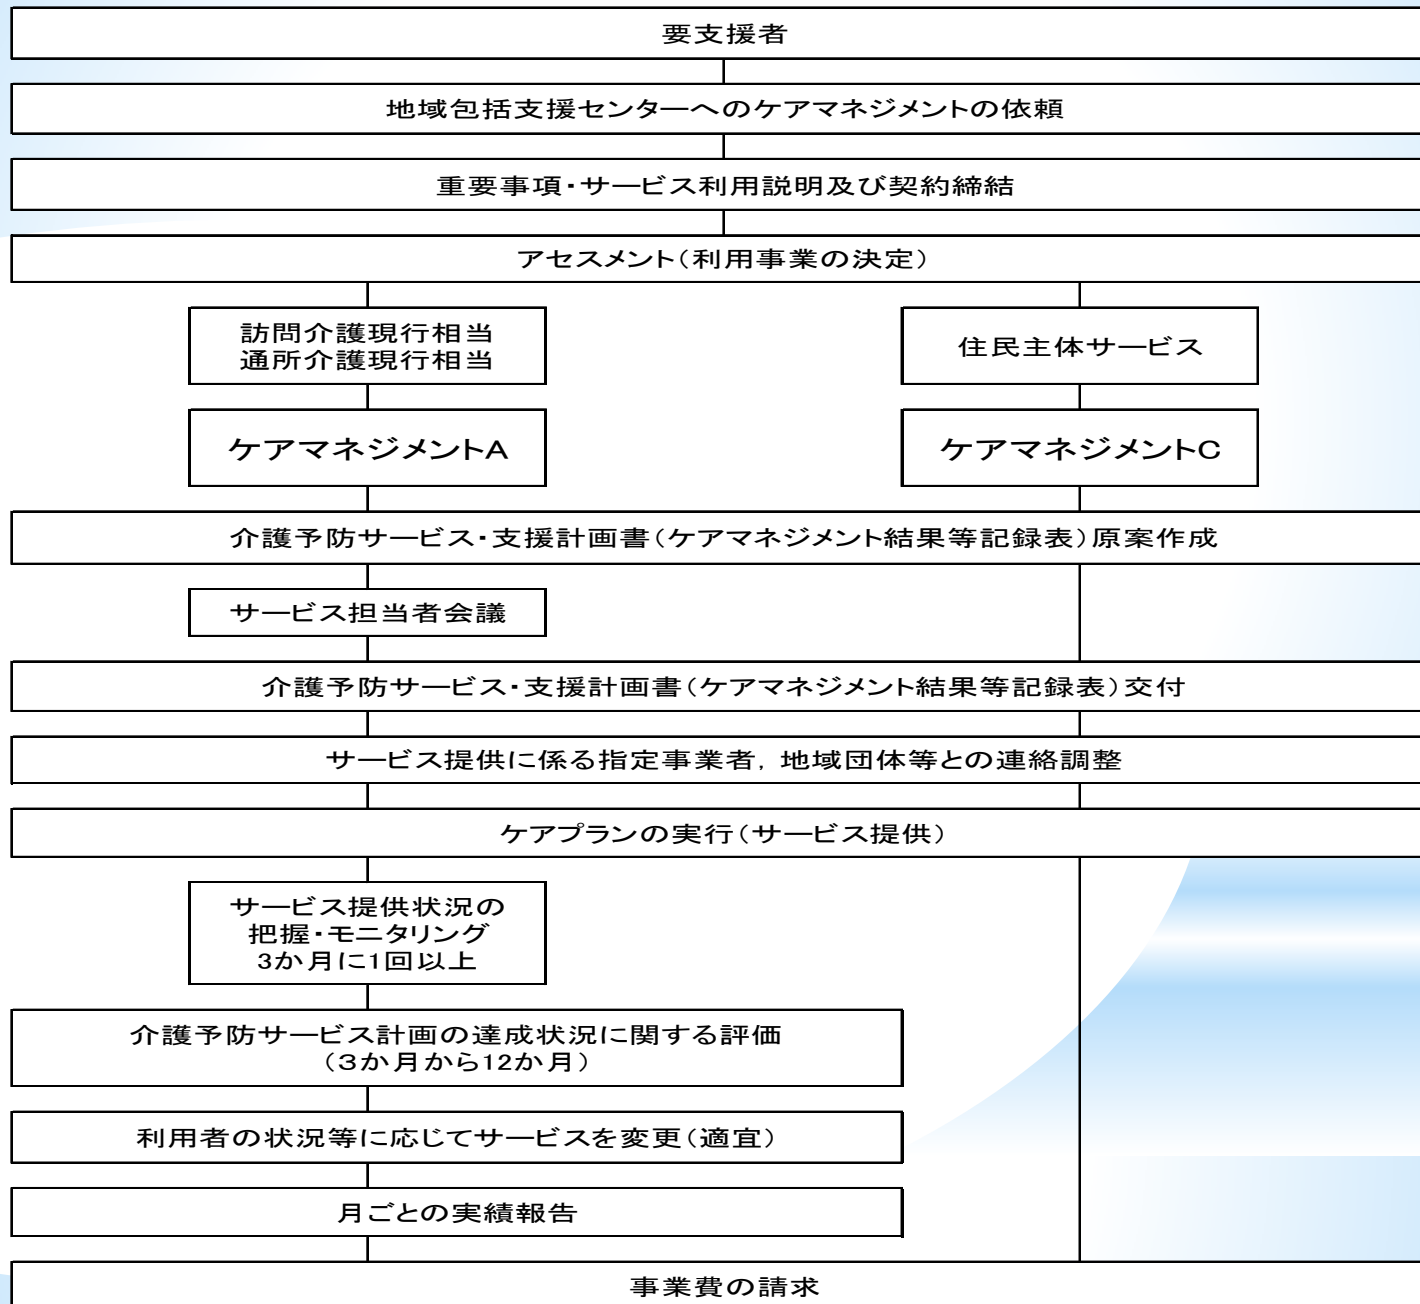 要支援者
地域包括支援センターへのケアマネジメントの依頼
重要事項・サービス利用説明及び契約締結
アセスメント（利用事業の決定）
訪問介護現行相当
通所介護現行相当
住民主体サービス
ケアマネジメントA
ケアマネジメントC
介護予防サービス・支援計画書（ケアマネジメント結果等記録表）原案作成
サービス担当者会議
介護予防サービス・支援計画書（ケアマネジメント結果等記録表）交付
サービス提供に係る指定事業者，地域団体等との連絡調整
ケアプランの実行（サービス提供）
サービス提供状況の
把握・モニタリング
3か月に1回以上
介護予防サービス計画の達成状況に関する評価
（３か月から12か月）
利用者の状況等に応じてサービスを変更（適宜）
月ごとの実績報告
事業費の請求